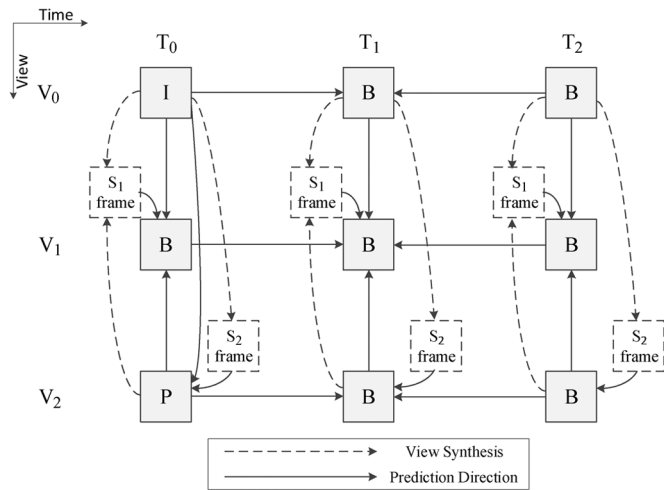 Time
View
T0 T1 T2
V0 I B B
S1 frame S1 frame S1 frame
V1 B B B
S2 frame S2 frame S2 frame
V2 P B B
View Synthesis
Prediction Direction